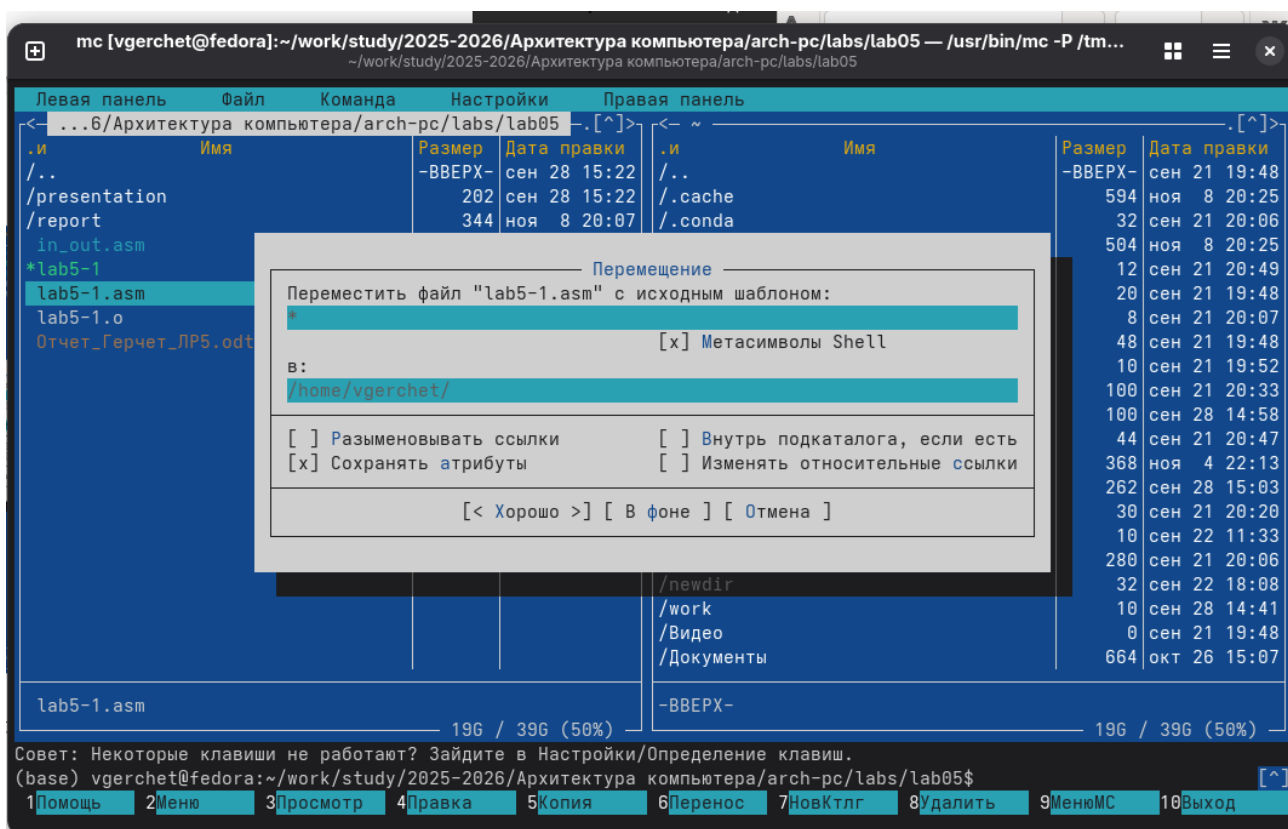 mc [vgerchet@fedora]:~/work/study/2025-2026/Архитектура компьютера/arch-pc/labs/lab05 — /usr/bin/mc -P /tm...
~/work/study/2025-2026/Архитектура компьютера/arch-pc/labs/lab05
Левая панель Файл Команда Настройки Правая панель
<— ...6/Архитектура компьютера/arch-pc/labs/lab05 —.[^]> <— ~ —.[^]>
.и Имя Размер Дата правки .и Имя Размер Дата правки
/.. -ВВЕРХ- сен 28 15:22 /.. -ВВЕРХ- сен 21 19:48
/presentation 202 сен 28 15:22 /.cache 594 ноя 8 20:25
/report 344 ноя 8 20:07 /.conda 32 сен 21 20:06
in_out.asm 504 ноя 8 20:25
*lab5-1 Перемещение 12 сен 21 20:49
lab5-1.asm Переместить файл "lab5-1.asm" с исходным шаблоном: 20 сен 21 19:48
lab5-1.o * 8 сен 21 20:07
Отчет_Герчет_ЛР5.odt [x] Метасимволы Shell 48 сен 21 19:48
в: 10 сен 21 19:52
/home/vgerchet/ 100 сен 21 20:33
100 сен 28 14:58
[ ] Разыменовывать ссылки [ ] Внутрь подкаталога, если есть 44 сен 21 20:47
[x] Сохранять атрибуты [ ] Изменять относительные ссылки 368 ноя 4 22:13
262 сен 28 15:03
[< Хорошо >] [ В фоне ] [ Отмена ] 30 сен 21 20:20
10 сен 22 11:33
280 сен 21 20:06
/newdir 32 сен 22 18:08
/work 10 сен 28 14:41
/Видео 0 сен 21 19:48
/Документы 664 окт 26 15:07
lab5-1.asm -ВВЕРХ-
19G / 39G (50%) 19G / 39G (50%)
Совет: Некоторые клавиши не работают? Зайдите в Настройки/Определение клавиш.
(base) vgerchet@fedora:~/work/study/2025-2026/Архитектура компьютера/arch-pc/labs/lab05$ [^]
1Помощь 2Меню 3Просмотр 4Правка 5Копия 6Перенос 7НовКтлг 8Удалить 9МенюМС 10Выход